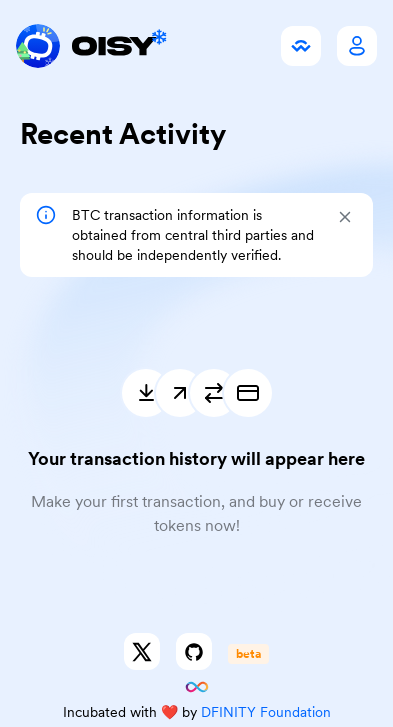 OISY
Recent Activity
BTC transaction information is
obtained from central third parties and
should be independently verified.
Your transaction history will appear here
Make your first transaction, and buy or receive
tokens now!
beta
Incubated with ❤️ by DFINITY Foundation